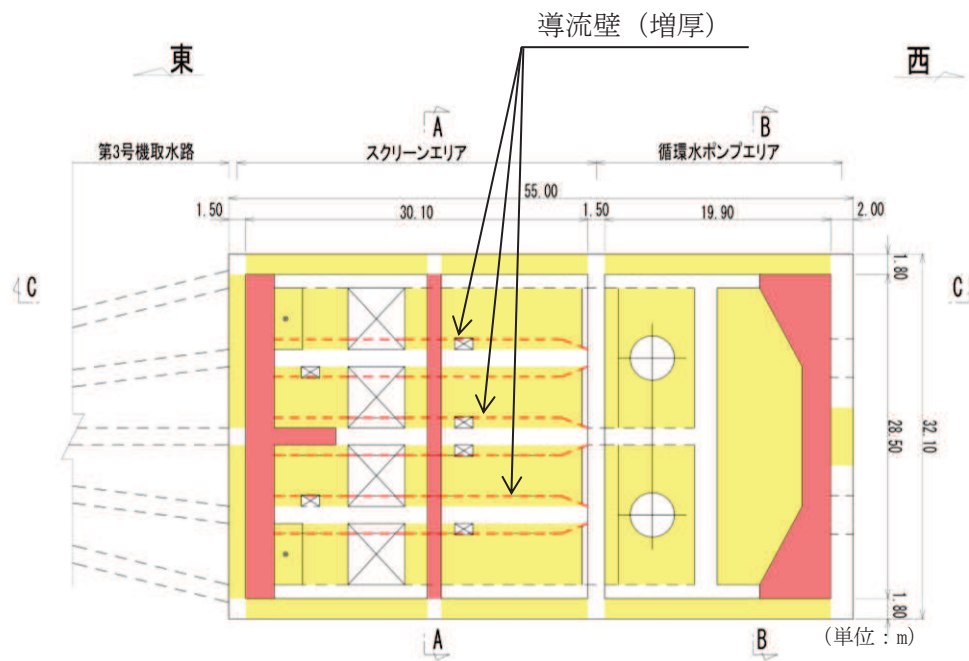 導流壁（増厚）
東
西
A
B
第3号機取水路
スクリーンエリア
循環水ポンプエリア
55.00
1.50
30.10
1.50
19.90
2.00
C
1.80
C
28.50
32.10
1.80
A
B
(単位：m)